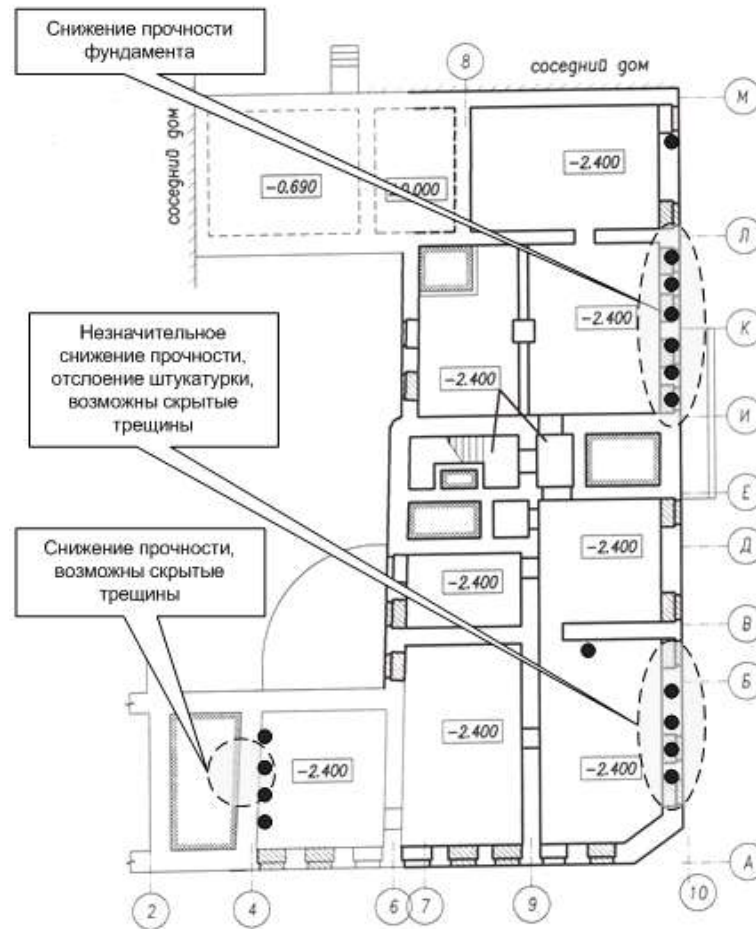 Снижение прочности
фундамента
8
соседний дом
М
соседний дом
-2.400
-0.690
0.000
Л
-2.400
К
Незначительное
снижение прочности,
отслоение штукатурки,
возможны скрытые
трещины
-2.400
И
Е
Снижение прочности,
возможны скрытые
трещины
-2.400
Д
-2.400
В
Б
-2.400
-2.400
-2.400
А
2
4
6
7
9
10